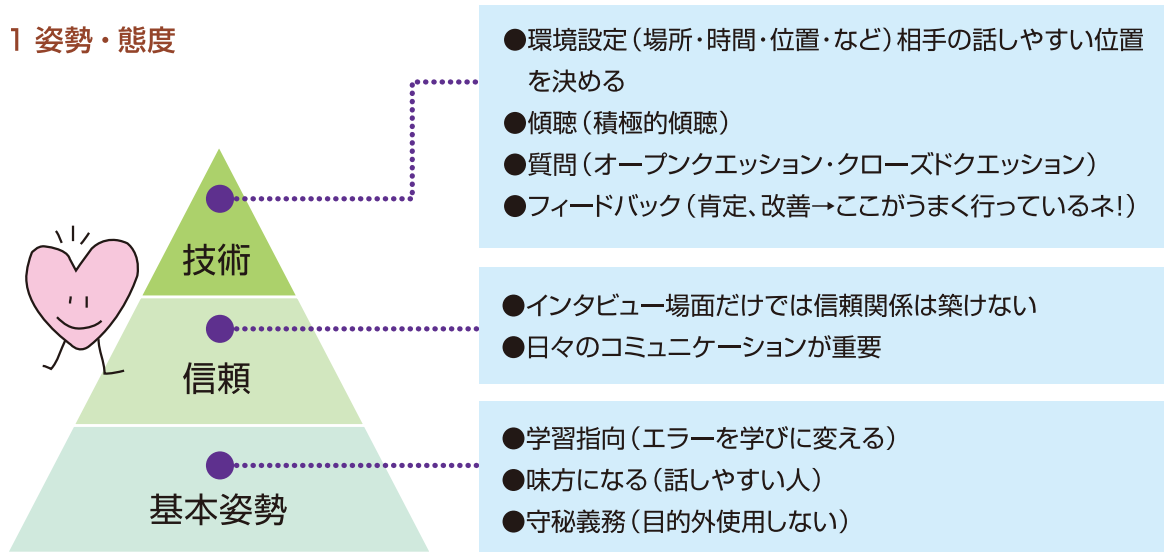 1 姿勢・態度
●環境設定（場所・時間・位置・など）相手の話しやすい位置
を決める
●傾聴（積極的傾聴）
●質問（オープンクエッション・クローズドクエッション）
●フィードバック（肯定、改善→ここがうまく行っているネ！）
技術
●インタビュー場面だけでは信頼関係は築けない
●日々のコミュニケーションが重要
信頼
●学習指向（エラーを学びに変える）
●味方になる（話しやすい人）
●守秘義務（目的外使用しない）
基本姿勢